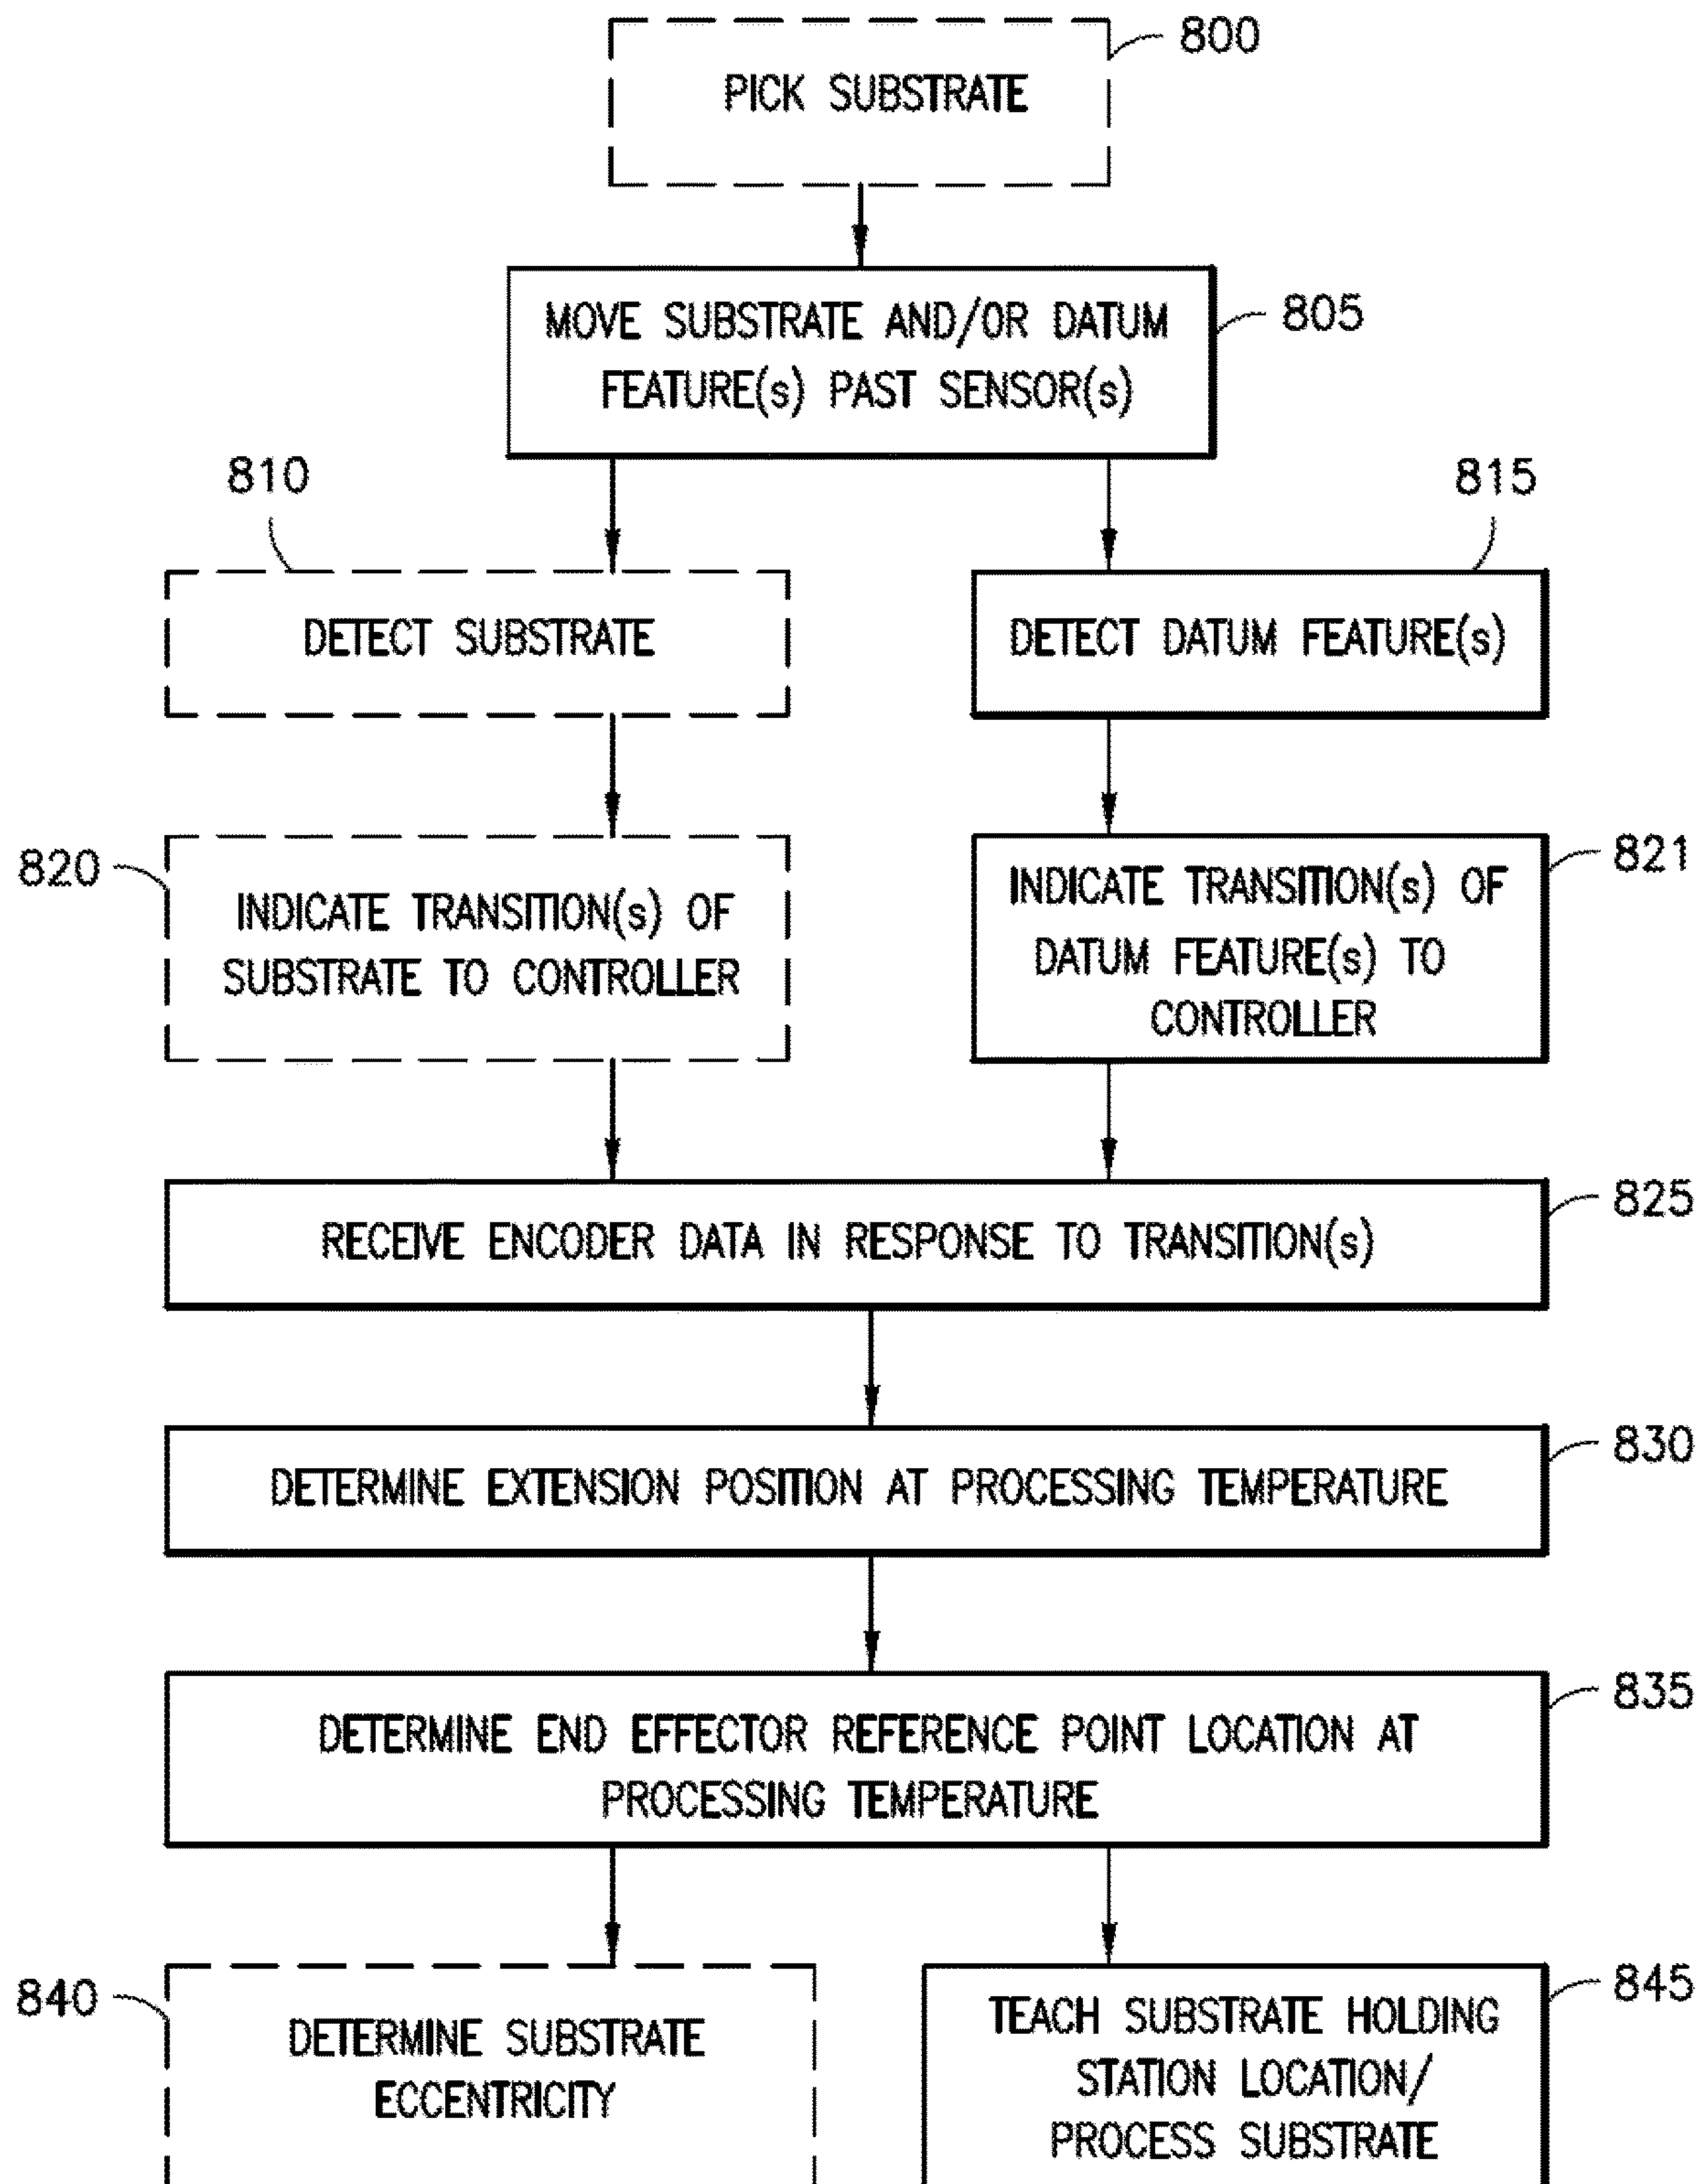 800
PICK SUBSTRATE
MOVE SUBSTRATE AND/OR DATUM
FEATURE(s) PAST SENSOR(s)
805
810
815
DETECT SUBSTRATE
DETECT DATUM FEATURE(s)
820
INDICATE TRANSITION(s) OF
SUBSTRATE TO CONTROLLER
821
INDICATE TRANSITION(s) OF
DATUM FEATURE(s) TO
CONTROLLER
825
RECEIVE ENCODER DATA IN RESPONSE TO TRANSITION(s)
830
DETERMINE EXTENSION POSITION AT PROCESSING TEMPERATURE
835
DETERMINE END EFFECTOR REFERENCE POINT LOCATION AT
PROCESSING TEMPERATURE
840
DETERMINE SUBSTRATE
ECCENTRICITY
845
TEACH SUBSTRATE HOLDING
STATION LOCATION/
PROCESS SUBSTRATE